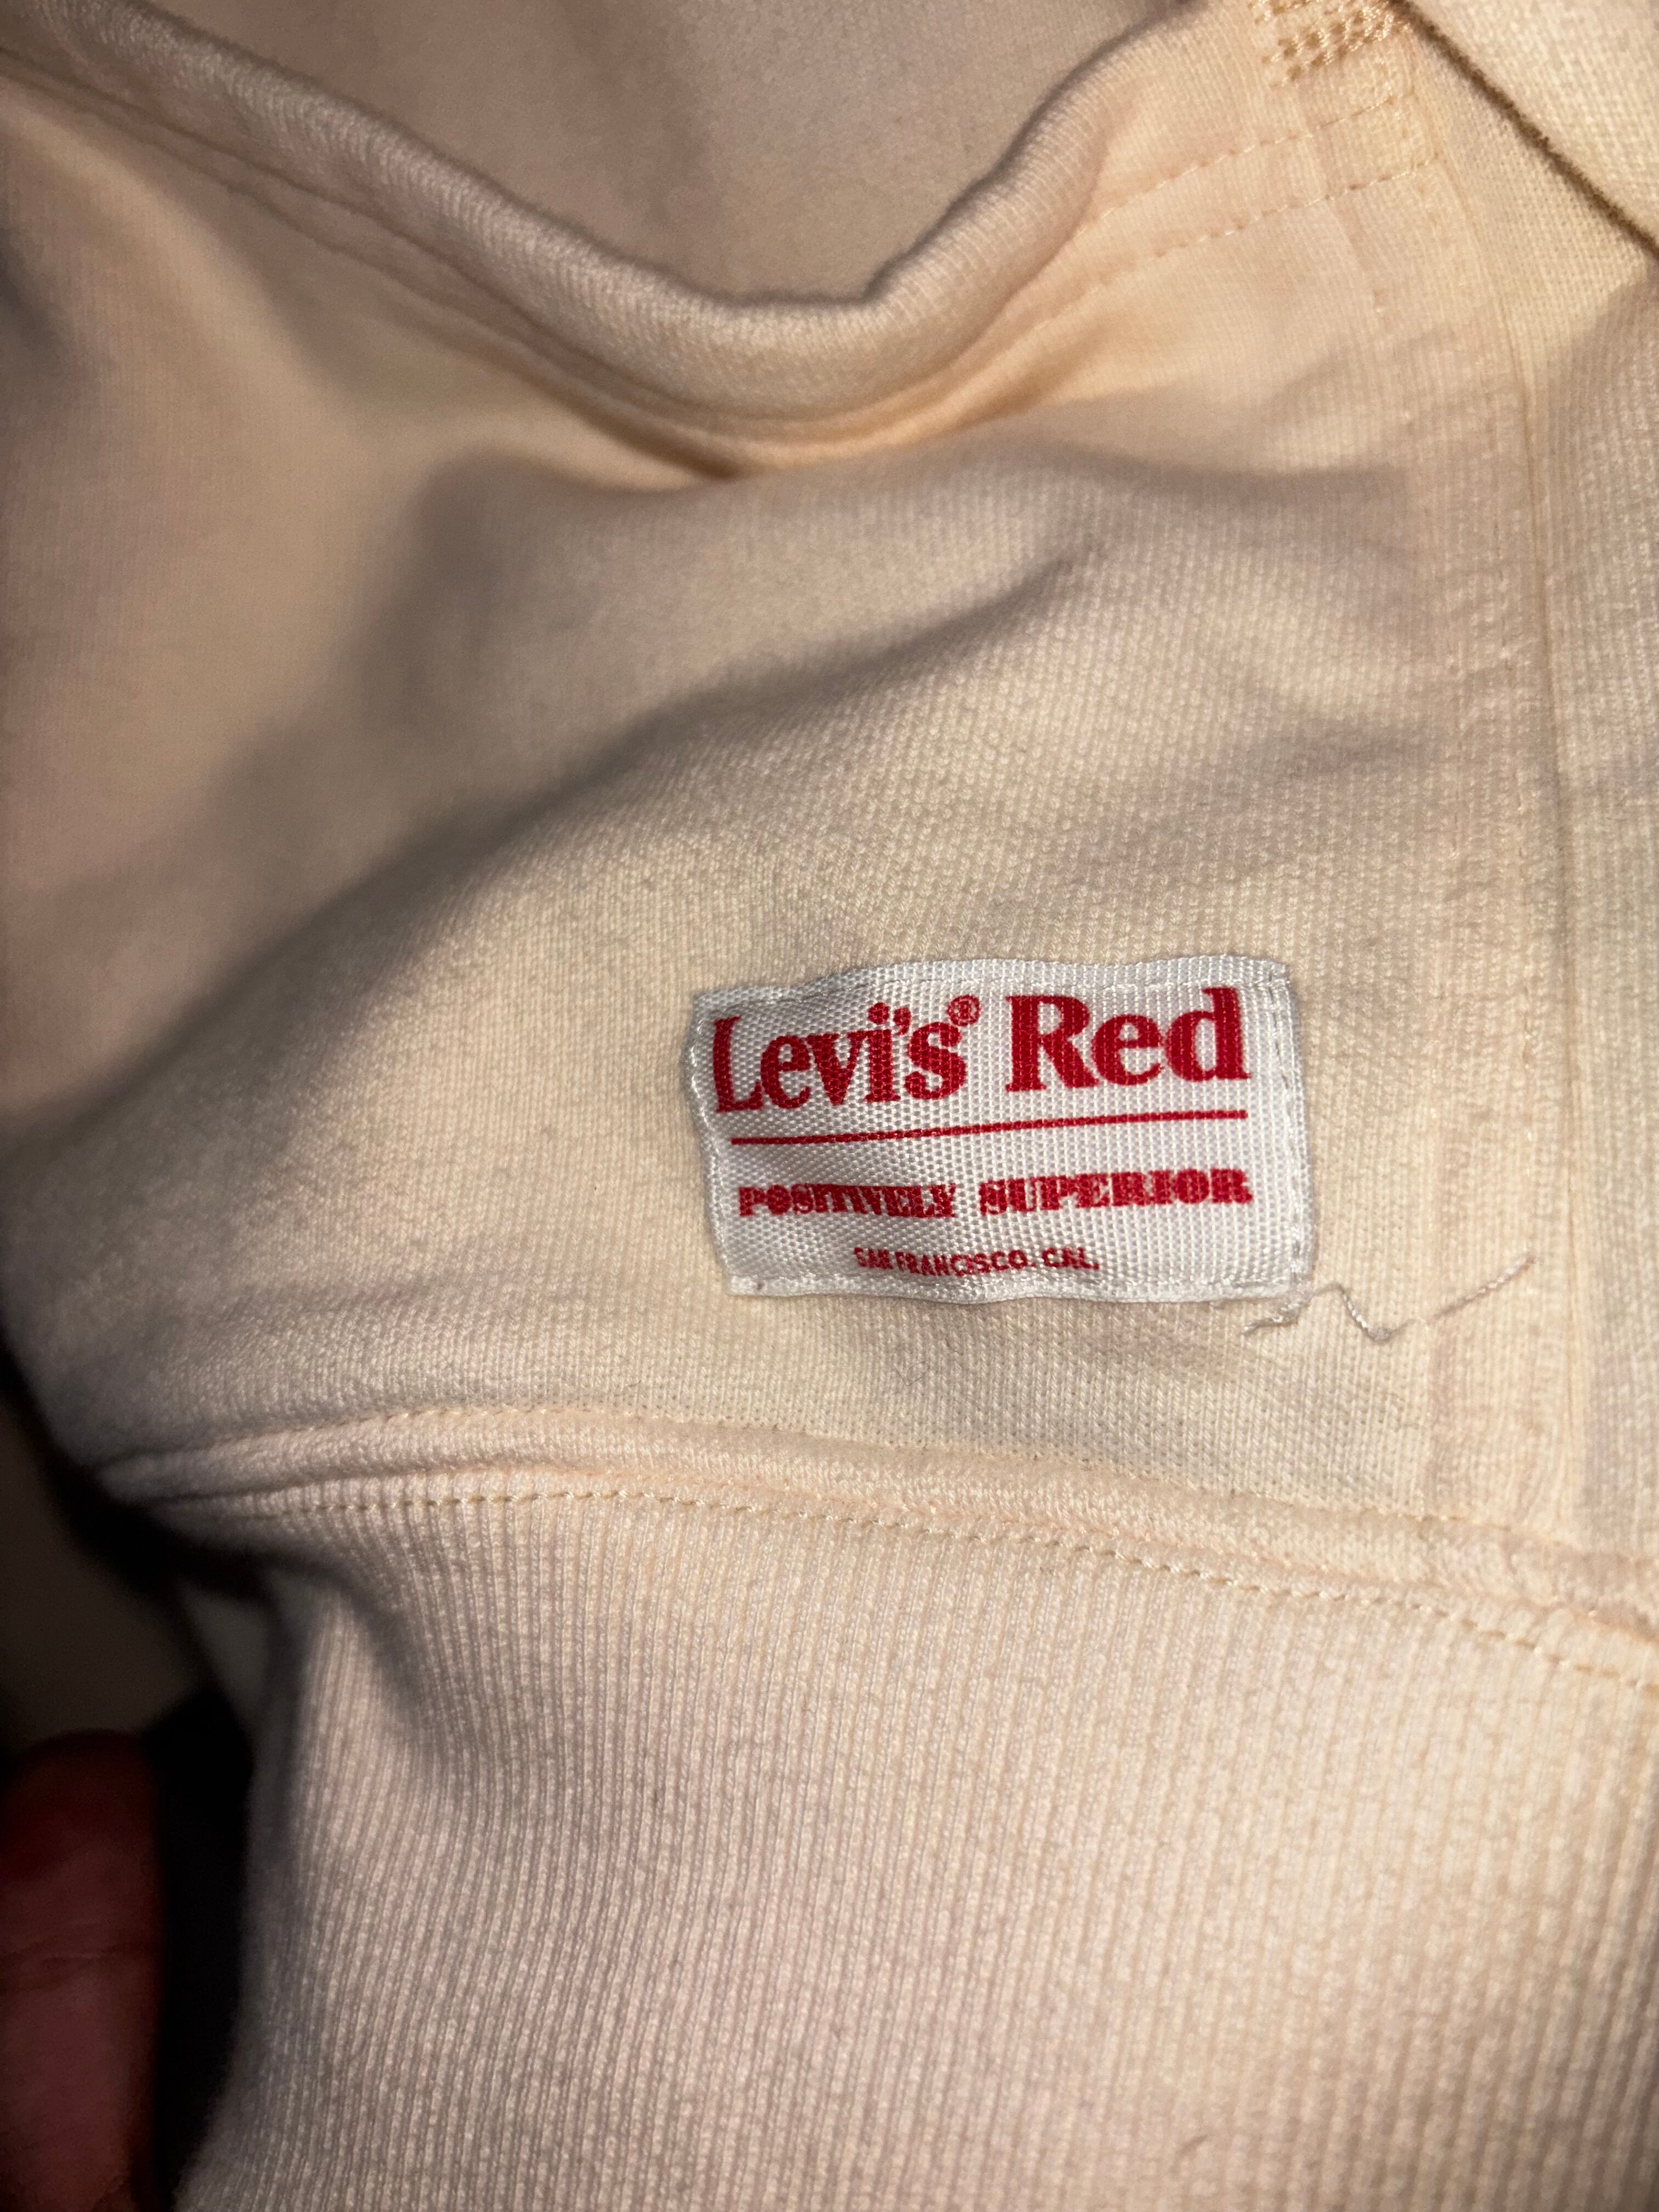 Levi's® Red
POSITIVELY SUPERIOR
SAN FRANCISCO. CAL.